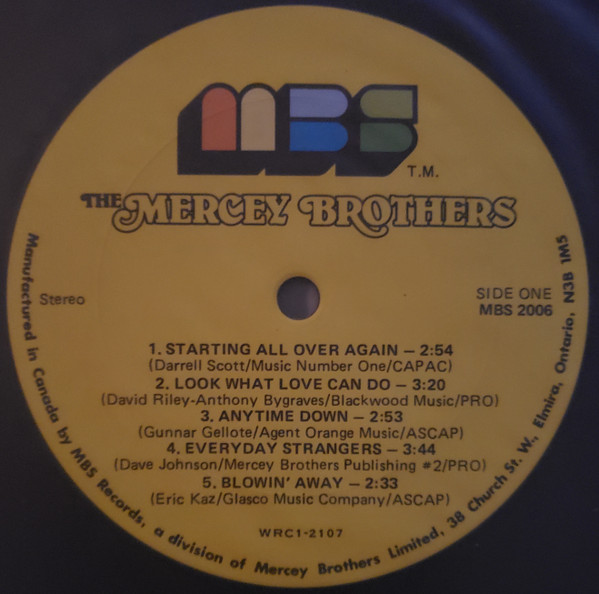 MBS
T.M.
THE MERCEY BROTHERS
Stereo
SIDE ONE
MBS 2006
1. STARTING ALL OVER AGAIN – 2:54
(Darrell Scott/Music Number One/CAPAC)
2. LOOK WHAT LOVE CAN DO – 3:20
(David Riley-Anthony Bygraves/Blackwood Music/PRO)
3. ANYTIME DOWN – 2:53
(Gunnar Gellote/Agent Orange Music/ASCAP)
4. EVERYDAY STRANGERS – 3:44
(Dave Johnson/Mercey Brothers Publishing #2/PRO)
5. BLOWIN' AWAY – 2:33
(Eric Kaz/Glasco Music Company/ASCAP)
WRC1-2107
Manufactured in Canada by MBS Records, a division of Mercey Brothers Limited, 38 Church St. W., Elmira, Ontario, N3B 1M5